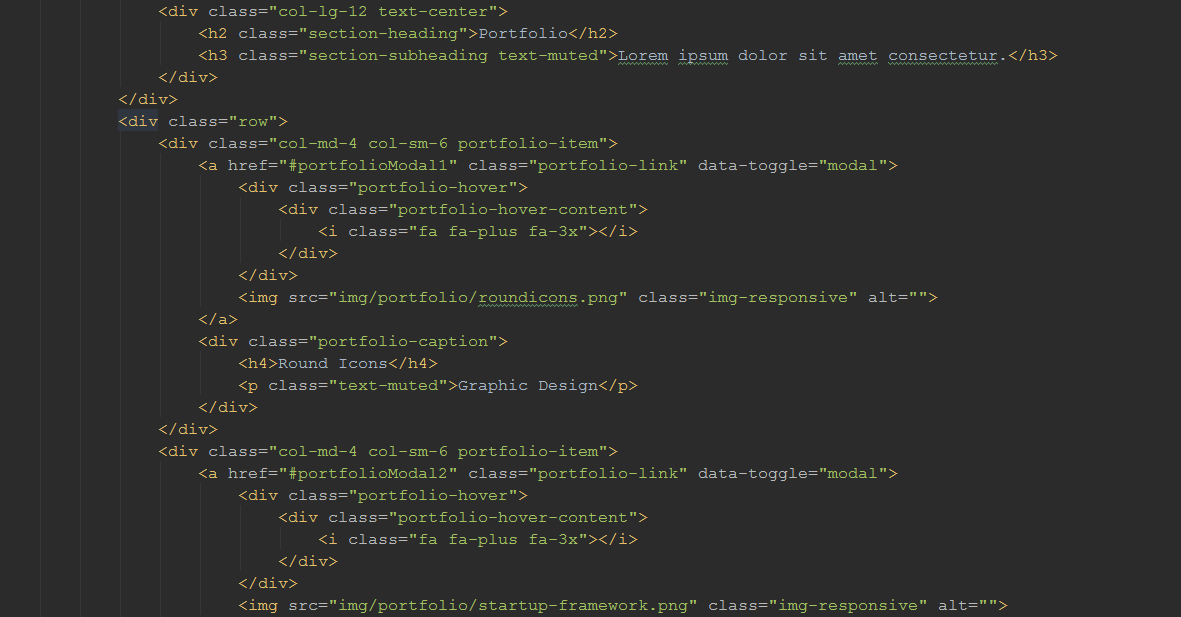 <div class="col-lg-12 text-center">
<h2 class="section-heading">Portfolio</h2>
<h3 class="section-subheading text-muted">Lorem ipsum dolor sit amet consectetur.</h3>
</div>
</div>
<div class="row">
<div class="col-md-4 col-sm-6 portfolio-item">
<a href="#portfolioModal1" class="portfolio-link" data-toggle="modal">
<div class="portfolio-hover">
<div class="portfolio-hover-content">
<i class="fa fa-plus fa-3x"></i>
</div>
</div>
<img src="img/portfolio/roundicons.png" class="img-responsive" alt="">
</a>
<div class="portfolio-caption">
<h4>Round Icons</h4>
<p class="text-muted">Graphic Design</p>
</div>
</div>
<div class="col-md-4 col-sm-6 portfolio-item">
<a href="#portfolioModal2" class="portfolio-link" data-toggle="modal">
<div class="portfolio-hover">
<div class="portfolio-hover-content">
<i class="fa fa-plus fa-3x"></i>
</div>
</div>
<img src="img/portfolio/startup-framework.png" class="img-responsive" alt="">